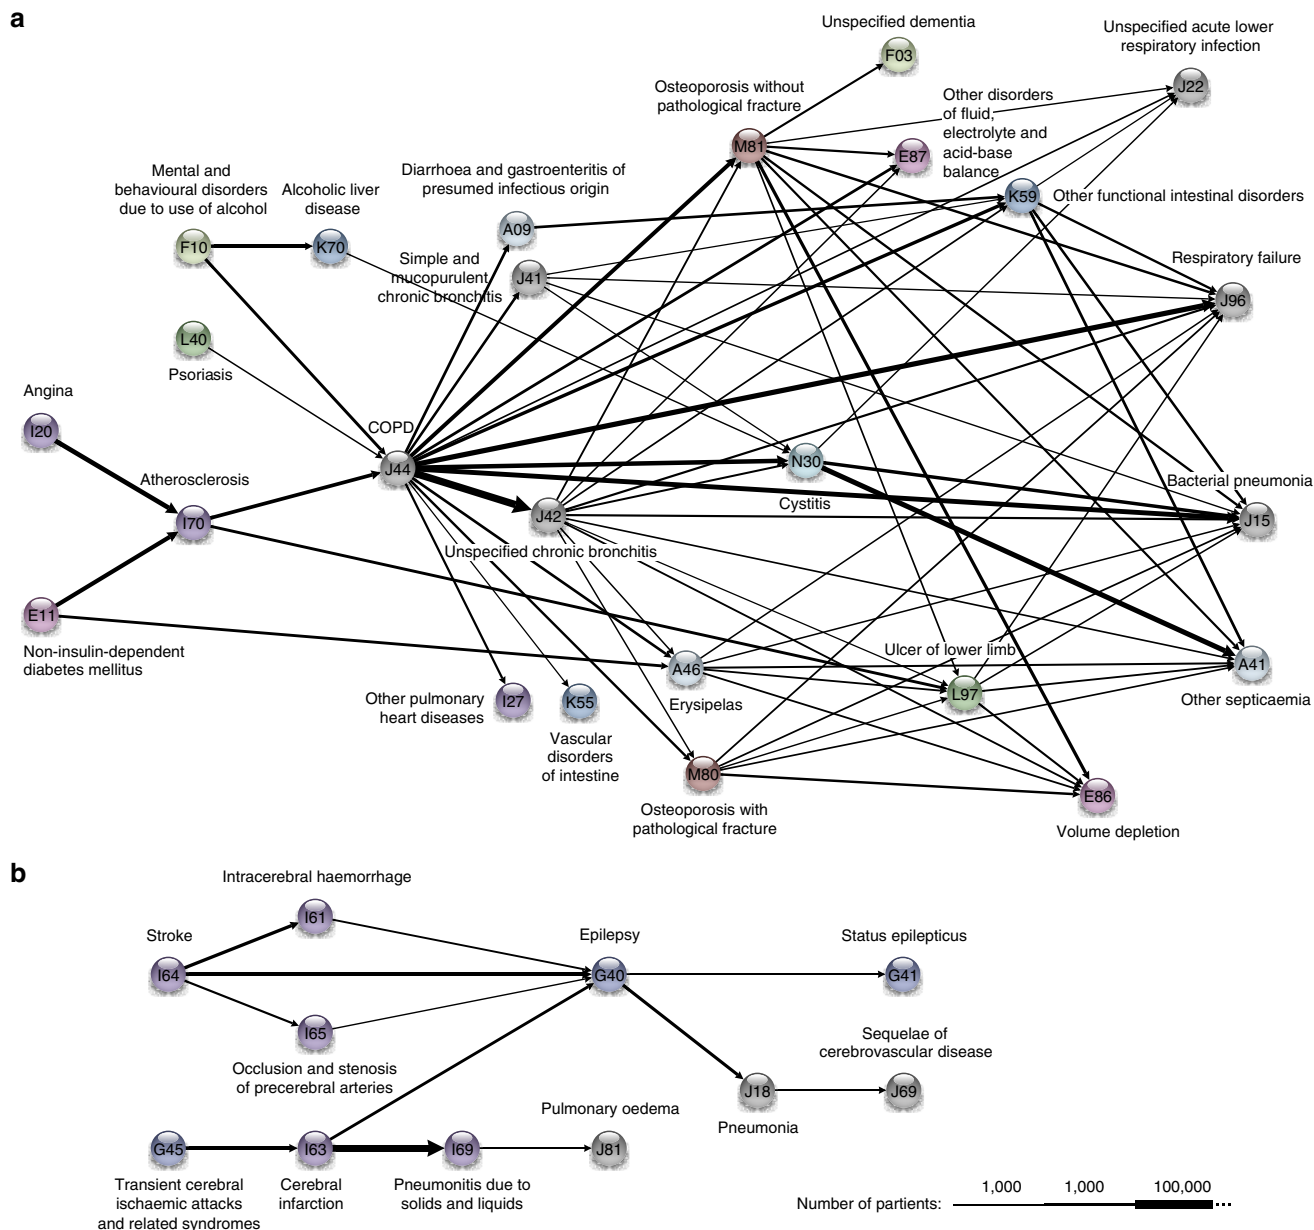 a
Unspecified dementia
F03
Unspecified acute lower
respiratory infection
J22
Osteoporosis without
pathological fracture
M81
Other disorders
of fluid,
electrolyte and
acid-base
balance
E87
Mental and
behavioural disorders
due to use of alcohol
F10
Alcoholic liver
disease
K70
Diarrhoea and gastroenteritis of
presumed infectious origin
A09
K59
Other functional intestinal disorders
Simple and
mucopurulent
chronic bronchitis
J41
Respiratory failure
J96
L40
Psoriasis
Angina
I20
COPD
J44
Atherosclerosis
I70
N30
Cystitis
Bacterial pneumonia
J15
J42
Unspecified chronic bronchitis
E11
Non-insulin-dependent
diabetes mellitus
A46
Erysipelas
Ulcer of lower limb
L97
A41
Other septicaemia
Other pulmonary
heart diseases
I27
K55
Vascular
disorders
of intestine
M80
Osteoporosis with
pathological fracture
E86
Volume depletion
b
Intracerebral haemorrhage
I61
Stroke
I64
Epilepsy
G40
Status epilepticus
G41
I65
Occlusion and stenosis
of precerebral arteries
Sequelae of
cerebrovascular disease
J18
J69
Pneumonia
Pulmonary oedema
G45
I63
I69
J81
Transient cerebral
ischaemic attacks
and related syndromes
Cerebral
infarction
Pneumonitis due to
solids and liquids
Number of partients:
1,000
1,000
100,000